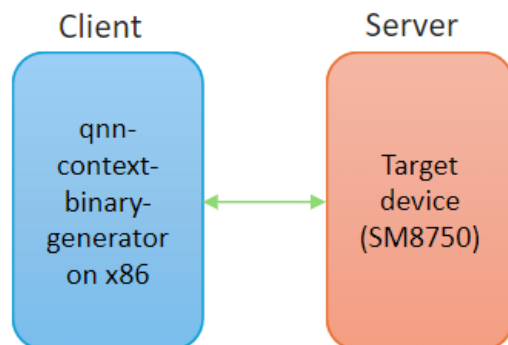 Client
Server
qnn-
context-
binary-
generator
on x86
Target
device
(SM8750)